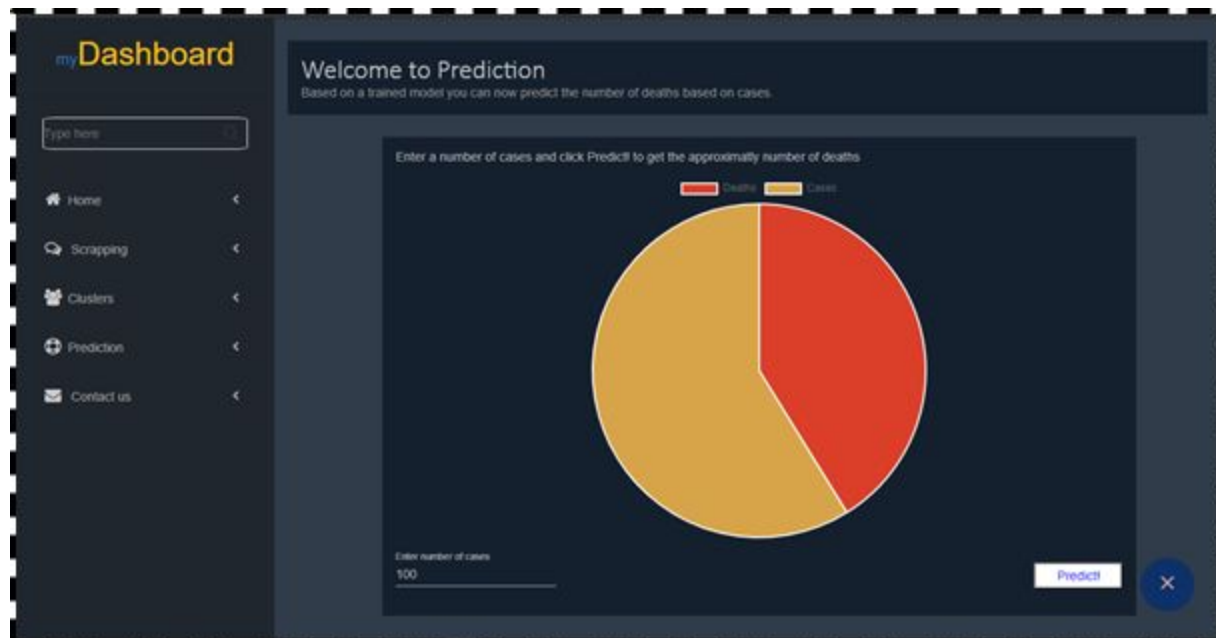 myDashboard
Type here
Home
Scrapping
Clusters
Prediction
Contact us
Welcome to Prediction
Based on a trained model you can now predict the number of deaths based on cases.
Enter a number of cases and click Predict! to get the approximatly number of deaths
Deaths Cases
Enter number of cases
100
Predict!